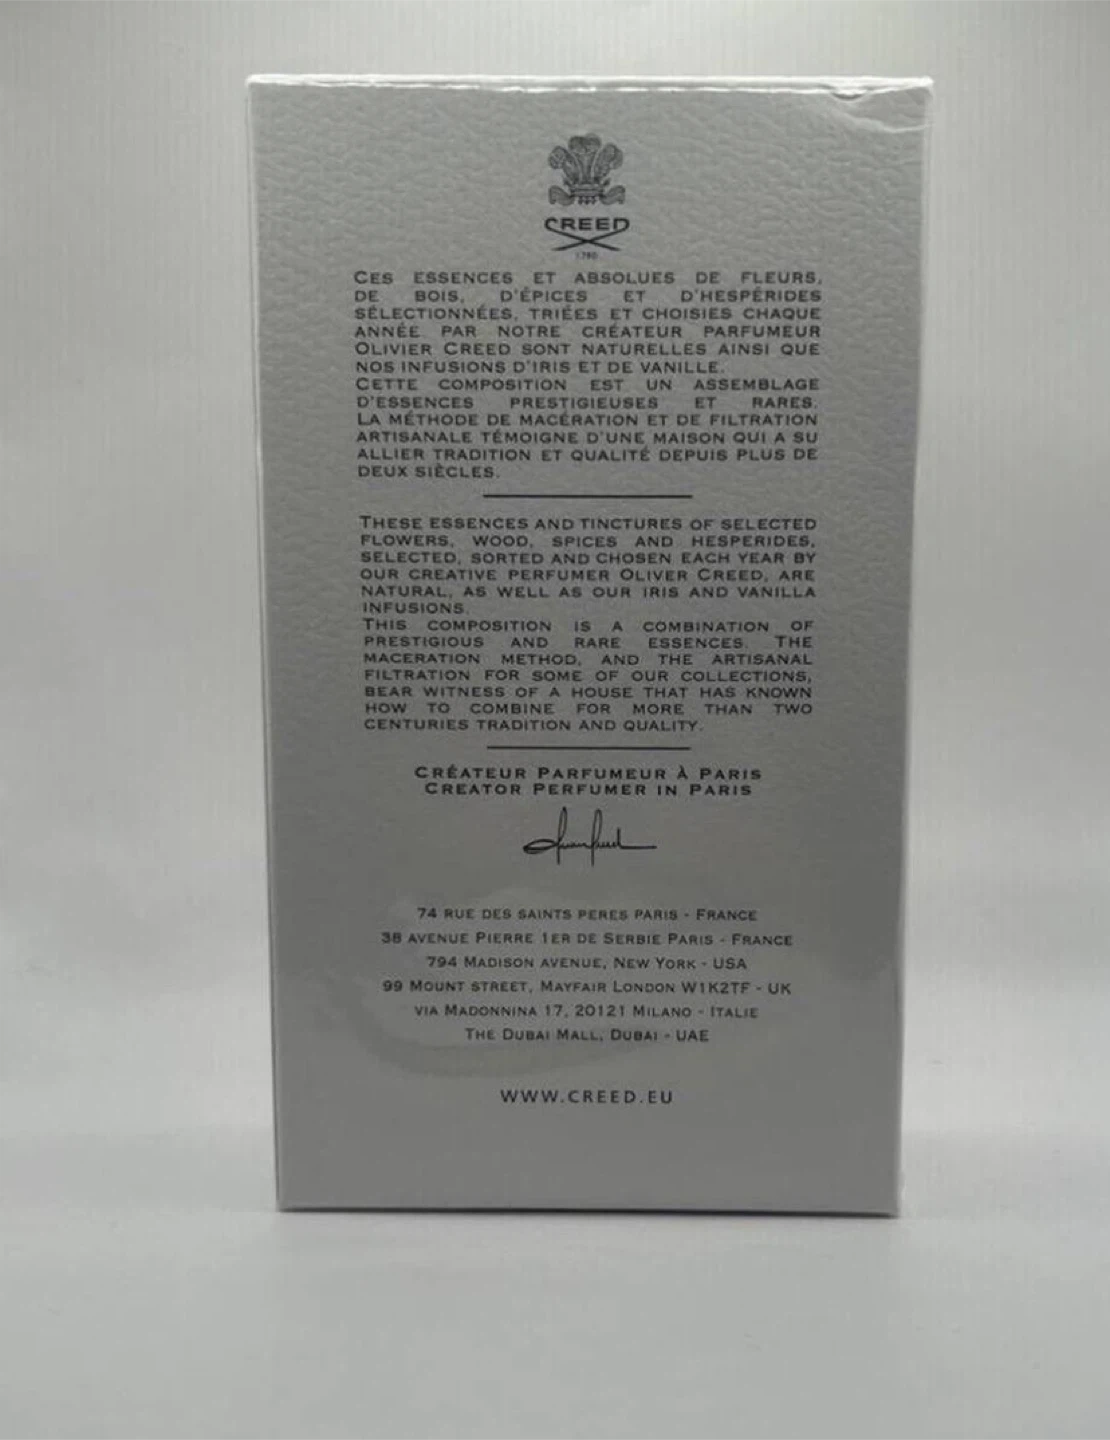 CREED
1760
CES ESSENCES ET ABSOLUES DE FLEURS,
DE BOIS, D'ÉPICES ET D'HESPÉRIDES
SÉLECTIONNÉES, TRIÉES ET CHOISIES CHAQUE
ANNÉE PAR NOTRE CRÉATEUR PARFUMEUR
OLIVIER CREED SONT NATURELLES AINSI QUE
NOS INFUSIONS D'IRIS ET DE VANILLE.
CETTE COMPOSITION EST UN ASSEMBLAGE
D'ESSENCES PRESTIGIEUSES ET RARES.
LA MÉTHODE DE MACÉRATION ET DE FILTRATION
ARTISANALE TÉMOIGNE D'UNE MAISON QUI A SU
ALLIER TRADITION ET QUALITÉ DEPUIS PLUS DE
DEUX SIÈCLES.
THESE ESSENCES AND TINCTURES OF SELECTED
FLOWERS, WOOD, SPICES AND HESPERIDES,
SELECTED, SORTED AND CHOSEN EACH YEAR BY
OUR CREATIVE PERFUMER OLIVER CREED, ARE
NATURAL, AS WELL AS OUR IRIS AND VANILLA
INFUSIONS.
THIS COMPOSITION IS A COMBINATION OF
PRESTIGIOUS AND RARE ESSENCES. THE
MACERATION METHOD, AND THE ARTISANAL
FILTRATION FOR SOME OF OUR COLLECTIONS,
BEAR WITNESS OF A HOUSE THAT HAS KNOWN
HOW TO COMBINE FOR MORE THAN TWO
CENTURIES TRADITION AND QUALITY.
CRÉATEUR PARFUMEUR À PARIS
CREATOR PERFUMER IN PARIS
74 RUE DES SAINTS PERES PARIS - FRANCE
38 AVENUE PIERRE 1ER DE SERBIE PARIS - FRANCE
794 MADISON AVENUE, NEW YORK - USA
99 MOUNT STREET, MAYFAIR LONDON W1K2TF - UK
VIA MADONNINA 17, 20121 MILANO - ITALIE
THE DUBAI MALL, DUBAI - UAE
WWW.CREED.EU